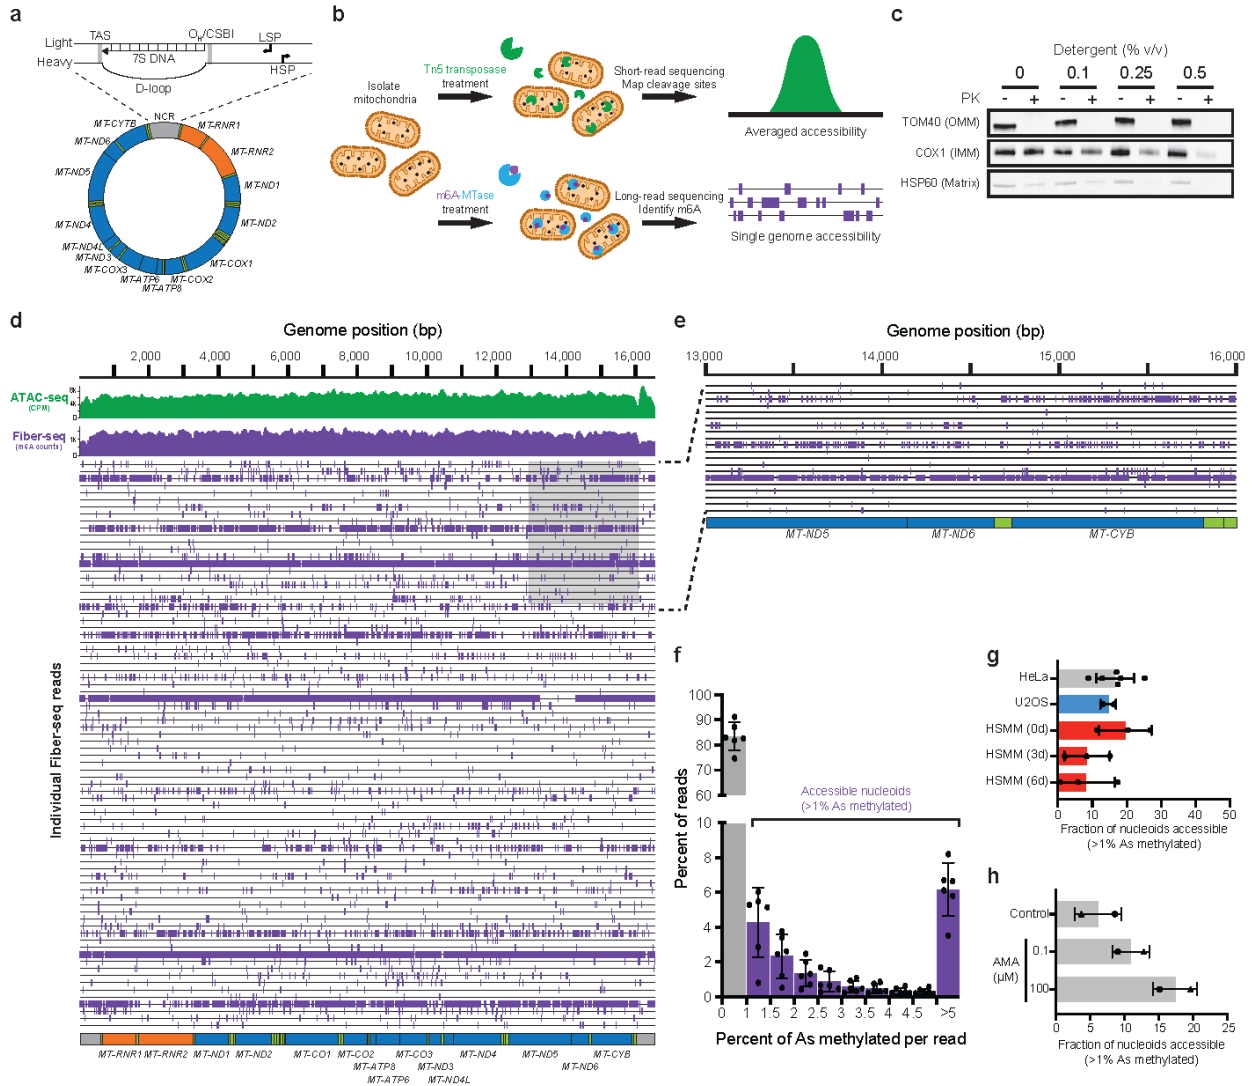 a
TAS
O_H/CSBI
LSP
Light
7S DNA
Heavy
HSP
D-loop
NCR
MT-CYTB
MT-RNR1
MT-ND6
MT-RNR2
MT-ND5
MT-ND1
MT-ND4
MT-ND2
MT-ND4L
MT-ND3
MT-COX1
MT-COX3
MT-ATP6
MT-COX2
MT-ATP8
b
Isolate
mitochondria
Tn5 transposase
treatment
Short-read sequencing
Map cleavage sites
Averaged accessibility
m6A-MTase
treatment
Long-read sequencing
Identify m6A
Single genome accessibility
c
Detergent (% v/v)
0 0.1 0.25 0.5
PK - + - + - + - +
TOM40 (OMM)
COX1 (IMM)
HSP60 (Matrix)
d
Genome position (bp)
2,000 4,000 6,000 8,000 10,000 12,000 14,000 16,000
ATAC-seq
(CPM)
8k
4k
0
Fiber-seq
(m6A counts)
1k
0
Individual Fiber-seq reads
MT-RNR1 MT-RNR2 MT-ND1 MT-ND2 MT-CO1 MT-CO2 MT-CO3 MT-ND4 MT-ND5 MT-CYB
MT-ATP8 MT-ND3 MT-ND6
MT-ATP6 MT-ND4L
e
Genome position (bp)
13,000 14,000 15,000 16,000
MT-ND5 MT-ND6 MT-CYB
f
100
90
80
70
60
10
8
6
4
2
0
Percent of reads
Accessible nucleoids
(>1% As methylated)
0 1 1.5 2 2.5 3 3.5 4 4.5 >5
Percent of As methylated per read
g
HeLa
U2OS
HSMM (0d)
HSMM (3d)
HSMM (6d)
0 10 20 30 40 50
Fraction of nucleoids accessible
(>1% As methylated)
h
Control
AMA
(μM)
0.1
100
0 5 10 15 20 25
Fraction of nucleoids accessible
(>1% As methylated)